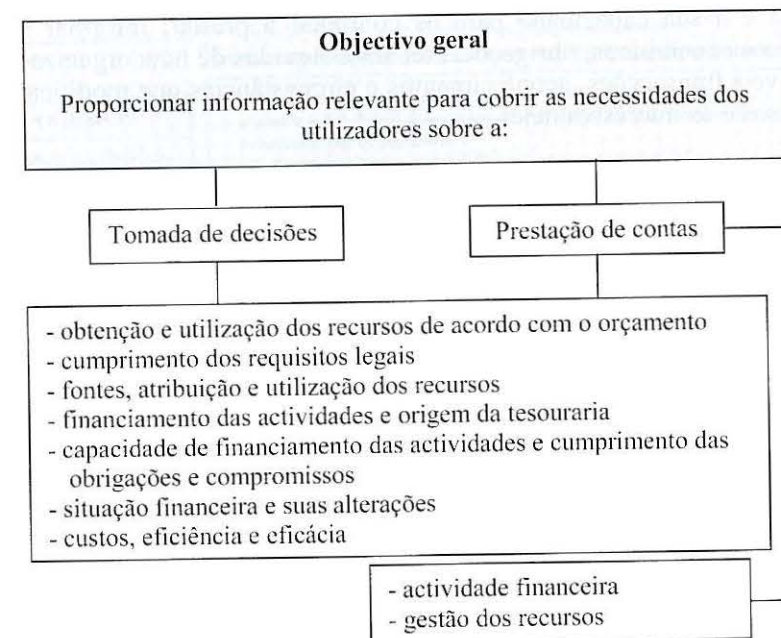 Objectivo geral
Proporcionar informação relevante para cobrir as necessidades dos
utilizadores sobre a:
Tomada de decisões
Prestação de contas
- obtenção e utilização dos recursos de acordo com o orçamento
- cumprimento dos requisitos legais
- fontes, atribuição e utilização dos recursos
- financiamento das actividades e origem da tesouraria
- capacidade de financiamento das actividades e cumprimento das
obrigações e compromissos
- situação financeira e suas alterações
- custos, eficiência e eficácia
- actividade financeira
- gestão dos recursos